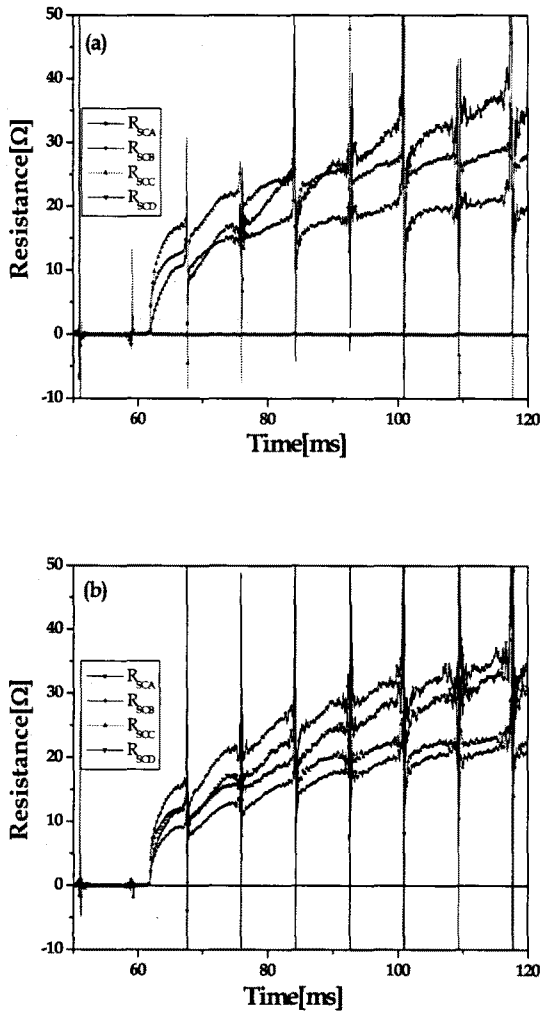 (a)
50
40
30
20
10
0
-10
Resistance[Ω]
R_SCA
R_SCB
R_SCC
R_SCD
60
80
100
120
Time[ms]
(b)
50
40
30
20
10
0
-10
Resistance[Ω]
R_SCA
R_SCB
R_SCC
R_SCD
60
80
100
120
Time[ms]